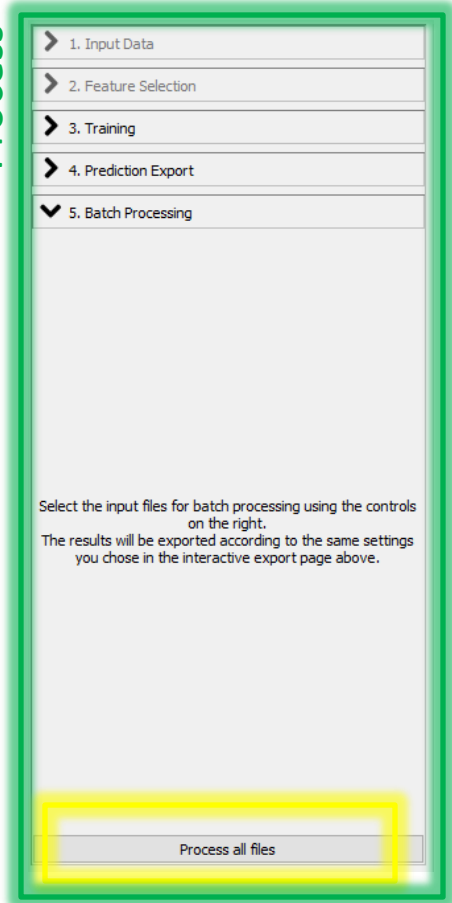 1. Input Data
2. Feature Selection
3. Training
4. Prediction Export
5. Batch Processing
Select the input files for batch processing using the controls
on the right.
The results will be exported according to the same settings
you chose in the interactive export page above.
Process all files